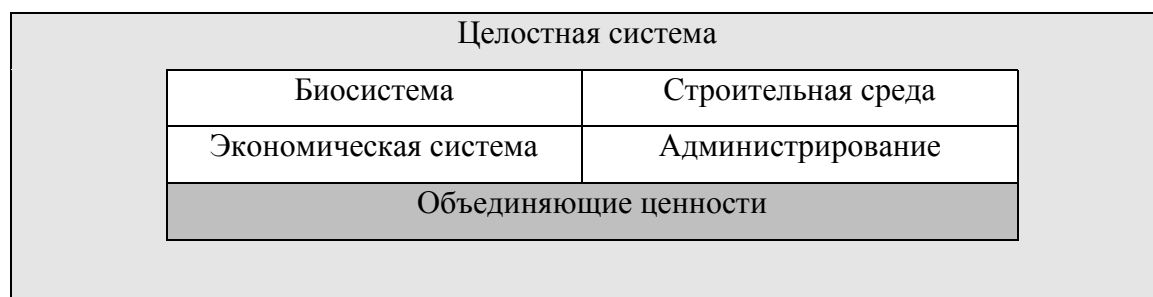 Целостная система
Биосистема Строительная среда
Экономическая система Администрирование
Объединяющие ценности